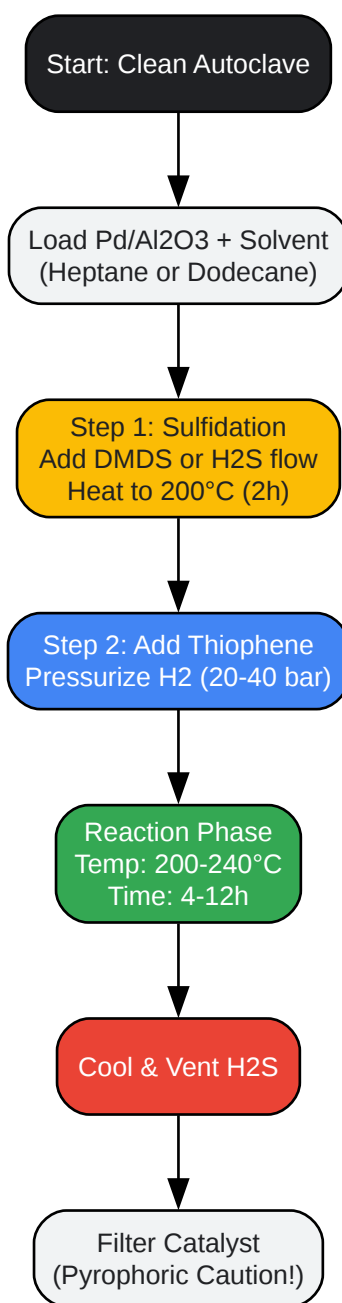 Start: Clean Autoclave
Load Pd/Al2O3 + Solvent
(Heptane or Dodecane)
Step 1: Sulfidation
Add DMDS or H2S flow
Heat to 200°C (2h)
Step 2: Add Thiophene
Pressurize H2 (20-40 bar)
Reaction Phase
Temp: 200-240°C
Time: 4-12h
Cool & Vent H2S
Filter Catalyst
(Pyrophoric Caution!)